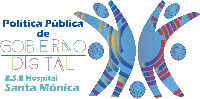 Política Pública
de
GOBIERNO
DIGITAL
E.S.E Hospital
Santa Mónica